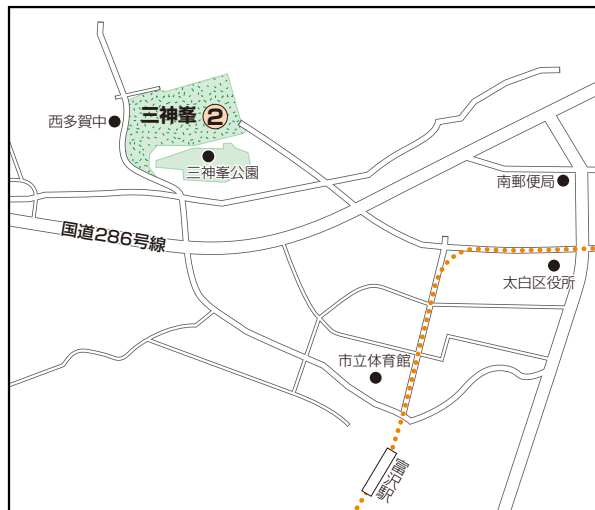 三神峯 2
西多賀中
三神峯公園
南郵便局
国道286号線
太白区役所
市立体育館
富沢駅